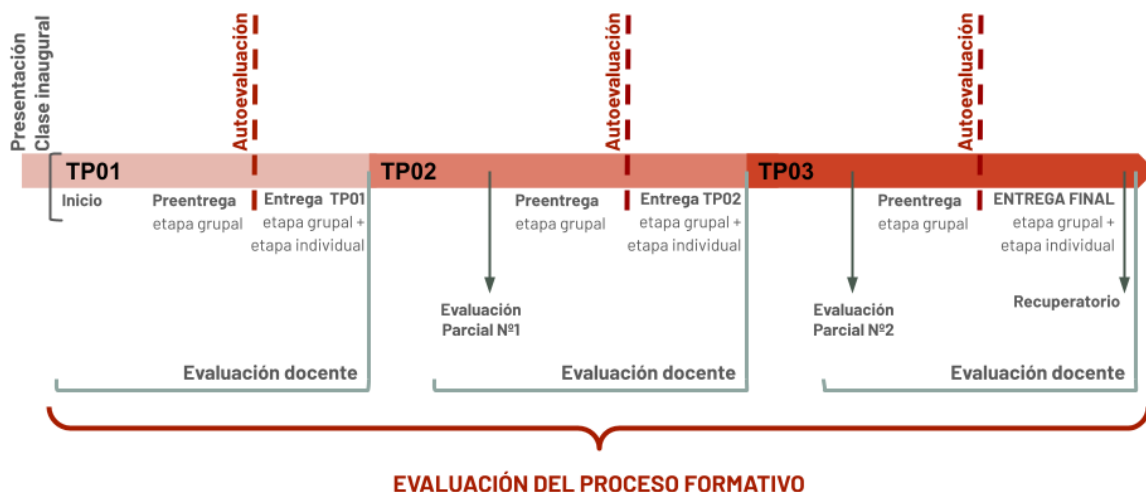 Presentación
Clase inaugural
Autoevaluación
Autoevaluación
Autoevaluación
TP01
TP02
TP03
Inicio
Preentrega
etapa grupal
Entrega TP01
etapa grupal +
etapa individual
Preentrega
etapa grupal
Entrega TP02
etapa grupal +
etapa individual
Preentrega
etapa grupal
ENTREGA FINAL
etapa grupal +
etapa individual
Evaluación
Parcial Nº1
Evaluación
Parcial Nº2
Recuperatorio
Evaluación docente
Evaluación docente
Evaluación docente
EVALUACIÓN DEL PROCESO FORMATIVO